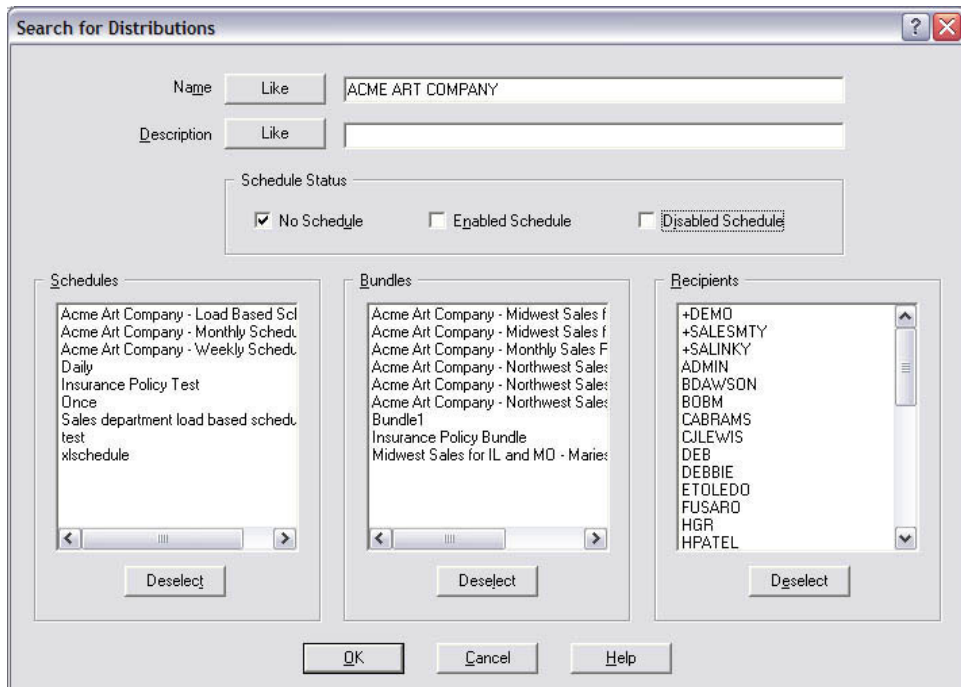 Search for Distributions
Name Like ACME ART COMPANY
Description Like
Schedule Status
No Schedule Enabled Schedule Disabled Schedule
Schedules
Acme Art Company - Load Based Scl
Acme Art Company - Monthly Schedu
Acme Art Company - Weekly Schedu
Daily
Insurance Policy Test
Once
Sales department load based schedu
test
xlschedule
Deselect
Bundles
Acme Art Company - Midwest Sales f
Acme Art Company - Midwest Sales f
Acme Art Company - Monthly Sales F
Acme Art Company - Northwest Sales
Acme Art Company - Northwest Sales
Acme Art Company - Northwest Sales
Bundle1
Insurance Policy Bundle
Midwest Sales for IL and MO - Maries
Deselect
Recipients
+DEMO
+SALESMTY
+SALINKY
ADMIN
BDAWSON
BOBM
CABRAMS
CJLEWIS
DEB
DEBBIE
ETOLEDO
FUSARO
HGR
HPATEL
Deselect
OK Cancel Help